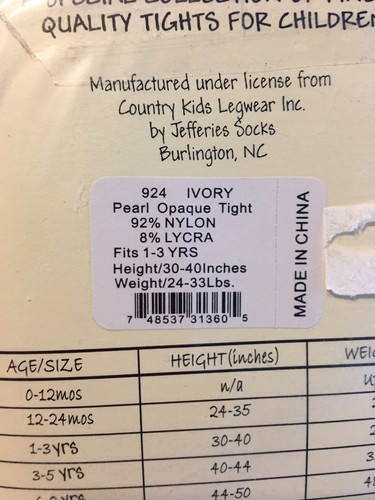 QUALITY TIGHTS FOR CHILDREN
Manufactured under license from
Country Kids Legwear Inc.
by Jefferies Socks
Burlington, NC
924 IVORY
Pearl Opaque Tight
92% NYLON
8% LYCRA
Fits 1-3 YRS
Height/30-40Inches
Weight/24-33Lbs.
7 48537 31360 5
MADE IN CHINA
AGE/SIZE HEIGHT(inches)
0-12mos n/a
12-24mos 24-35
1-3yrs 30-40
3-5 yrs 40-44
44-50